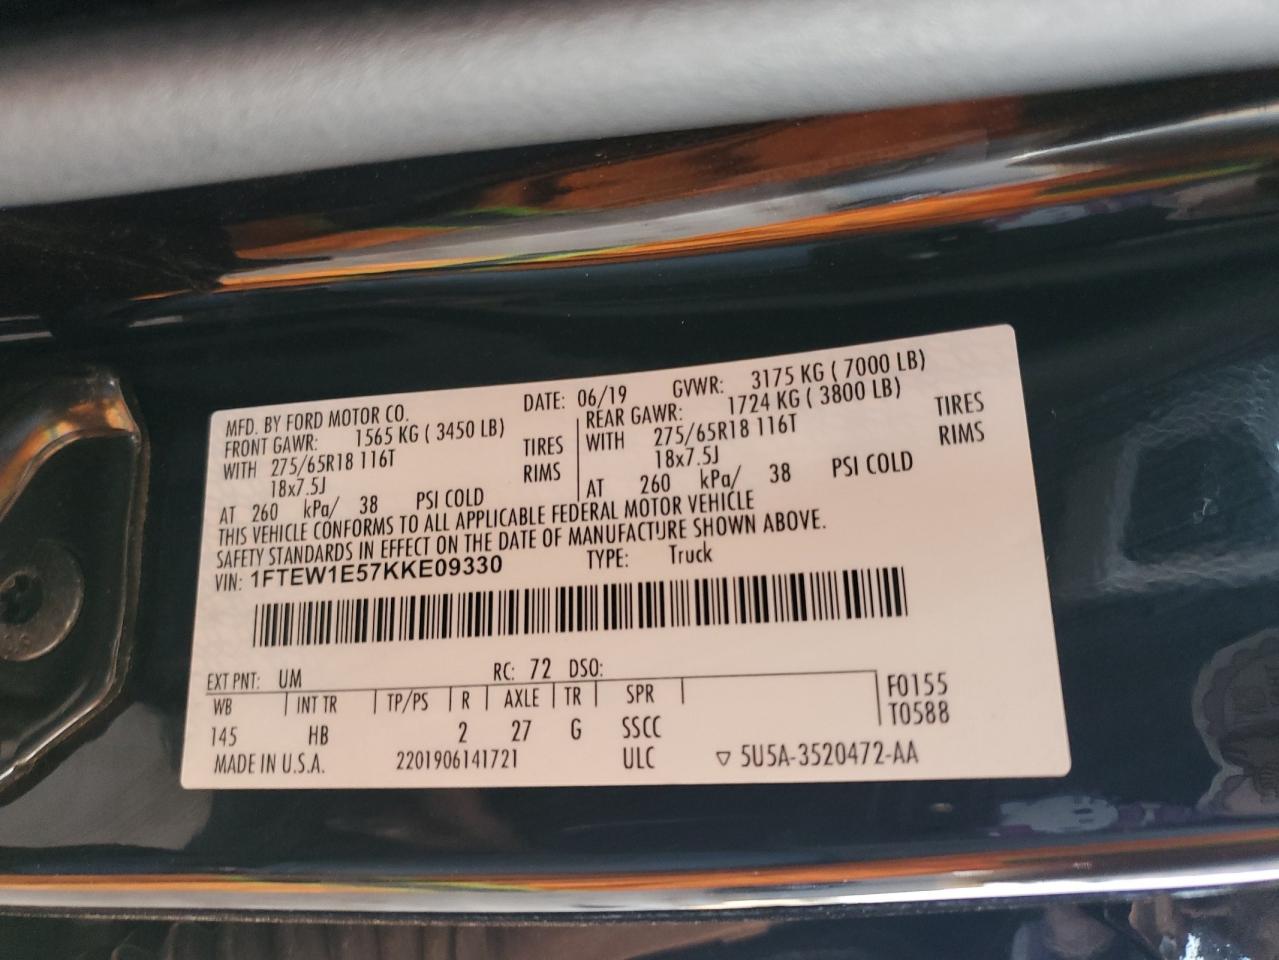 MFD. BY FORD MOTOR CO. DATE: 06/19 GVWR: 3175 KG ( 7000 LB)
FRONT GAWR: 1565 KG ( 3450 LB) REAR GAWR: 1724 KG ( 3800 LB)
WITH 275/65R18 116T TIRES WITH 275/65R18 116T TIRES
18x7.5J RIMS 18x7.5J RIMS
AT 260 kPa/ 38 PSI COLD AT 260 kPa/ 38 PSI COLD
THIS VEHICLE CONFORMS TO ALL APPLICABLE FEDERAL MOTOR VEHICLE
SAFETY STANDARDS IN EFFECT ON THE DATE OF MANUFACTURE SHOWN ABOVE.
VIN: 1FTEW1E57KKE09330 TYPE: Truck
EXT PNT: UM RC: 72 DSO:
WB INT TR TP/PS R AXLE TR SPR F0155
145 HB 2 27 G SSCC T0588
MADE IN U.S.A. 2201906141721 ULC ▽ 5U5A-3520472-AA